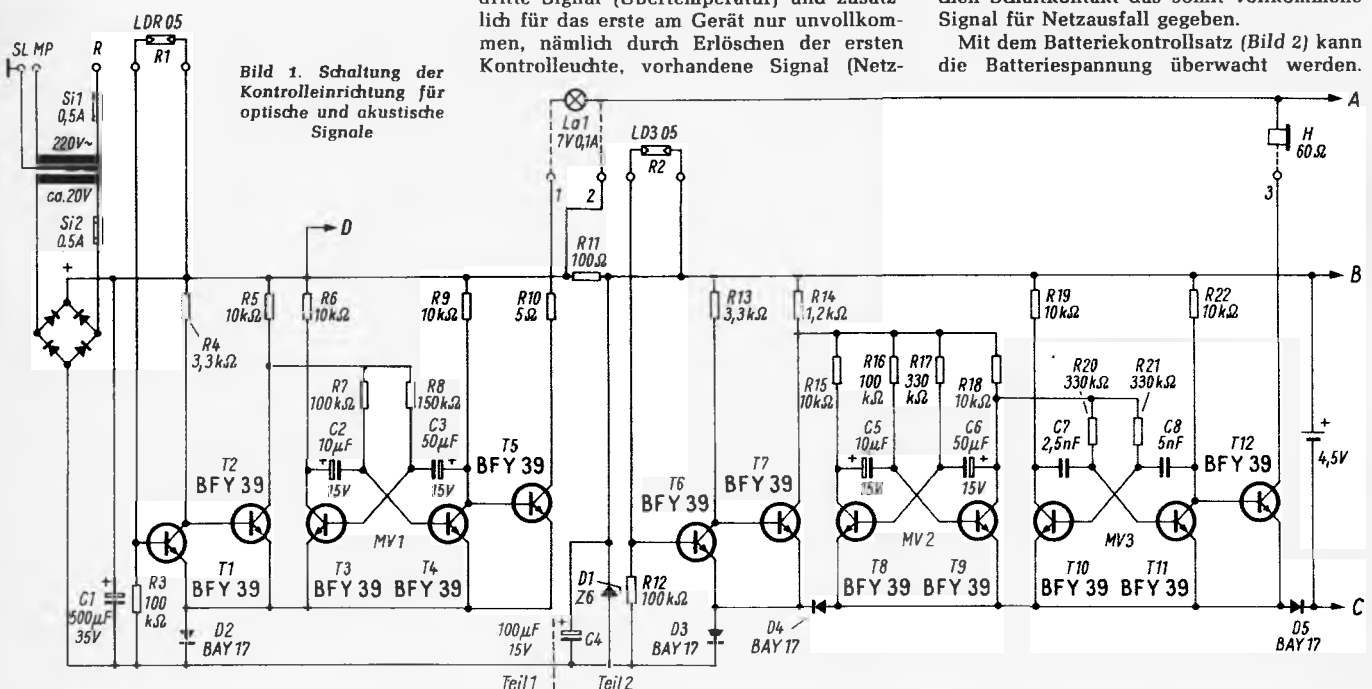 dritte Signal (Übertemperatur) und zusätz-
lich für das erste am Gerät nur unvollkom-
men, nämlich durch Erlöschen der ersten
Kontrolleuchte, vorhandene Signal (Netz-
Signal für Netzausfall gegeben.
Mit dem Batteriekontrollsatz (Bild 2) kann
die Batteriespannung überwacht werden.
Bild 1. Schaltung der
Kontrolleinrichtung für
optische und akustische
Signale
SL MP R
LDR 05
R1
Si1
0,5A
220V~
ca.20V
Si2
0,5A
+
D
La1
7V 0,1A
1
2
LD3 05
R2
A
H
60Ω
3
B
R4
3,3kΩ
R5
10kΩ
R6
10kΩ
R9
10kΩ
R10
5Ω
R11
100Ω
R13
3,3kΩ
R14
1,2kΩ
R19
10kΩ
R22
10kΩ
R7
100kΩ
R8
150kΩ
R15
10kΩ
R16
100
kΩ
R17
330
kΩ
R18
10kΩ
R20
330kΩ
R21
330kΩ
C2
10µF
+
15V
C3
50µF
+
15V
C5
10µF
+
15V
C6
50µF
+
15V
C7
2,5nF
C8
5nF
+
4,5V
T2
BFY 39
T5
BFY 39
T6
BFY 39
T7
BFY 39
T12
BFY 39
MV1
MV2
MV3
T1
BFY 39
T3
BFY 39
T4
BFY 39
T8
BFY 39
T9
BFY 39
T10
BFY 39
T11
BFY 39
+
C1
500µF
35V
R3
100
kΩ
D2
BAY 17
100µF
15V
+
C4
D1
Z6
R12
100kΩ
D3
BAY 17
D4
BAY 17
D5
BAY 17
C
Teil 1
Teil 2